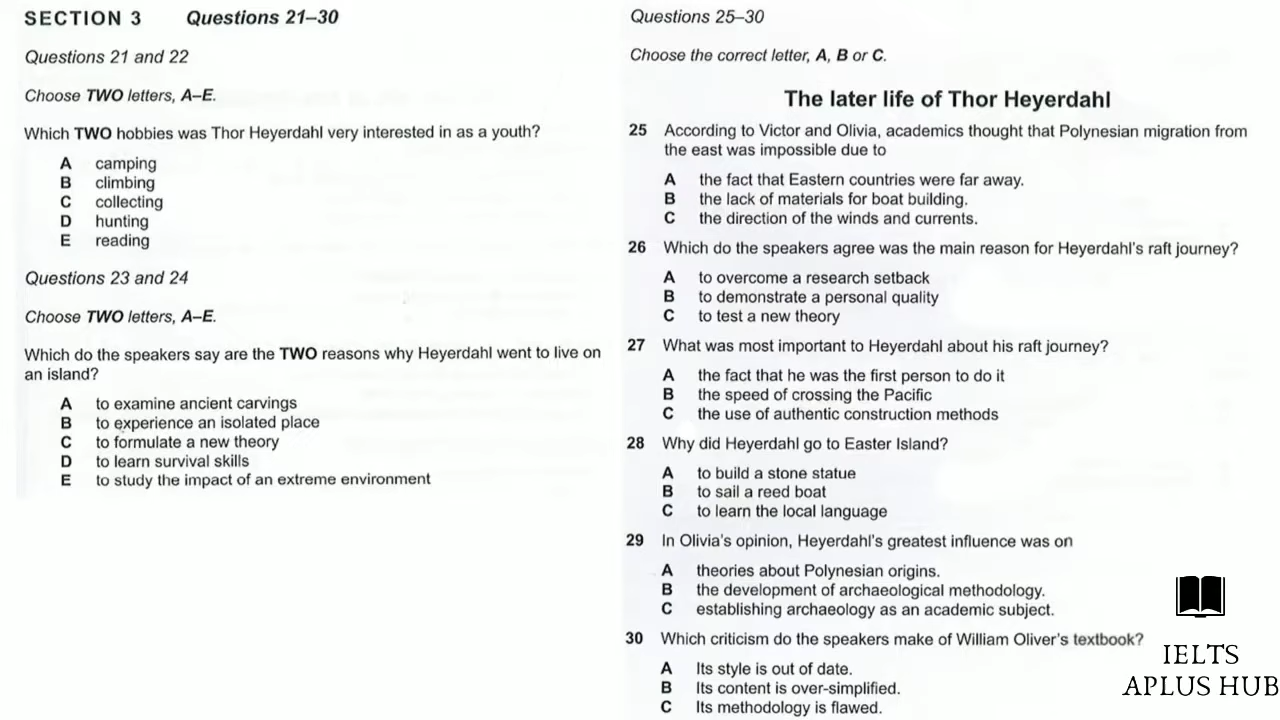 SECTION 3 Questions 21–30
Questions 21 and 22
Choose TWO letters, A–E.
Which TWO hobbies was Thor Heyerdahl very interested in as a youth?
A camping
B climbing
C collecting
D hunting
E reading
Questions 23 and 24
Choose TWO letters, A–E.
Which do the speakers say are the TWO reasons why Heyerdahl went to live on
an island?
A to examine ancient carvings
B to experience an isolated place
C to formulate a new theory
D to learn survival skills
E to study the impact of an extreme environment
Questions 25–30
Choose the correct letter, A, B or C.
The later life of Thor Heyerdahl
25 According to Victor and Olivia, academics thought that Polynesian migration from
the east was impossible due to
A the fact that Eastern countries were far away.
B the lack of materials for boat building.
C the direction of the winds and currents.
26 Which do the speakers agree was the main reason for Heyerdahl's raft journey?
A to overcome a research setback
B to demonstrate a personal quality
C to test a new theory
27 What was most important to Heyerdahl about his raft journey?
A the fact that he was the first person to do it
B the speed of crossing the Pacific
C the use of authentic construction methods
28 Why did Heyerdahl go to Easter Island?
A to build a stone statue
B to sail a reed boat
C to learn the local language
29 In Olivia's opinion, Heyerdahl's greatest influence was on
A theories about Polynesian origins.
B the development of archaeological methodology.
C establishing archaeology as an academic subject.
30 Which criticism do the speakers make of William Oliver's textbook?
A Its style is out of date.
B Its content is over-simplified.
C Its methodology is flawed.
IELTS
APLUS HUB